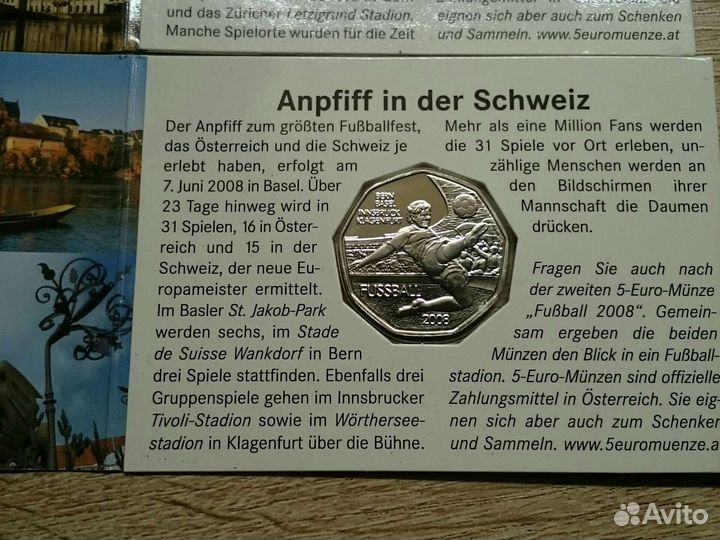 und das Züricher Letzigrund Stadion.
Manche Spielorte wurden für die Zeit
eignen sich aber auch zum Schenken
und Sammeln. www.5euromuenze.at
Anpfiff in der Schweiz
Der Anpfiff zum größten Fußballfest,
das Österreich und die Schweiz je
erlebt haben, erfolgt am
7. Juni 2008 in Basel. Über
23 Tage hinweg wird in
31 Spielen, 16 in Öster-
reich und 15 in der
Schweiz, der neue Eu-
ropameister ermittelt.
Im Basler St. Jakob-Park
werden sechs, im Stade
de Suisse Wankdorf in Bern
drei Spiele stattfinden. Ebenfalls drei
Gruppenspiele gehen im Innsbrucker
Tivoli-Stadion sowie im Wörthersee-
stadion in Klagenfurt über die Bühne.
BERN
BASEL
INNSBRUCK
KLAGENFURT
FUSSBALL
2008
Mehr als eine Million Fans werden
die 31 Spiele vor Ort erleben, un-
zählige Menschen werden an
den Bildschirmen ihrer
Mannschaft die Daumen
drücken.
Fragen Sie auch nach
der zweiten 5-Euro-Münze
„Fußball 2008“. Gemein-
sam ergeben die beiden
Münzen den Blick in ein Fußball-
stadion. 5-Euro-Münzen sind offizielle
Zahlungsmittel in Österreich. Sie eig-
nen sich aber auch zum Schenken
und Sammeln. www.5euromuenze.at
Avito